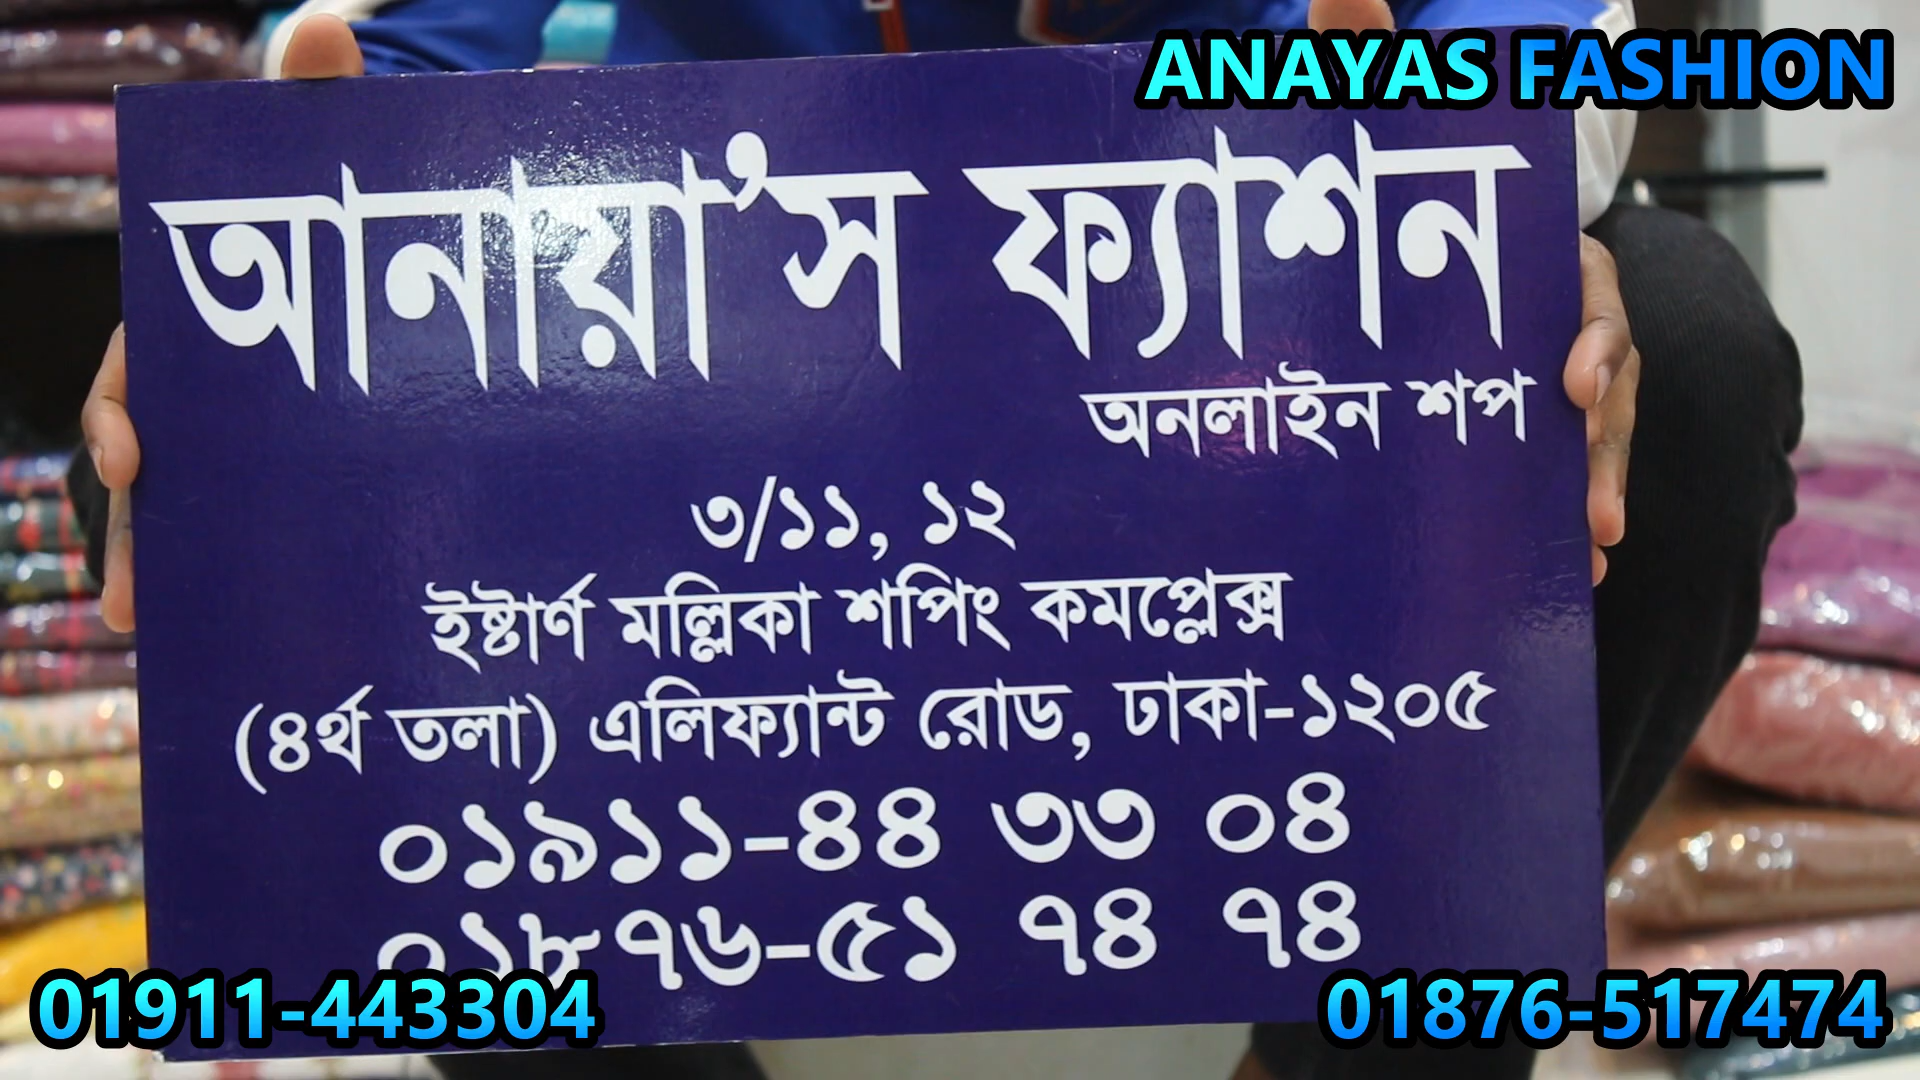 ANAYAS FASHION
আনায়া'স ফ্যাশন
অনলাইন শপ
৩/১১, ১২
ইষ্টার্ণ মল্লিকা শপিং কমপ্লেক্স
(৪র্থ তলা) এলিফ্যান্ট রোড, ঢাকা-১২০৫
০১৯১১-৪৪ ৩৩ ০৪
০১৮৭৬-৫১ ৭৪ ৭৪
01911-443304
01876-517474